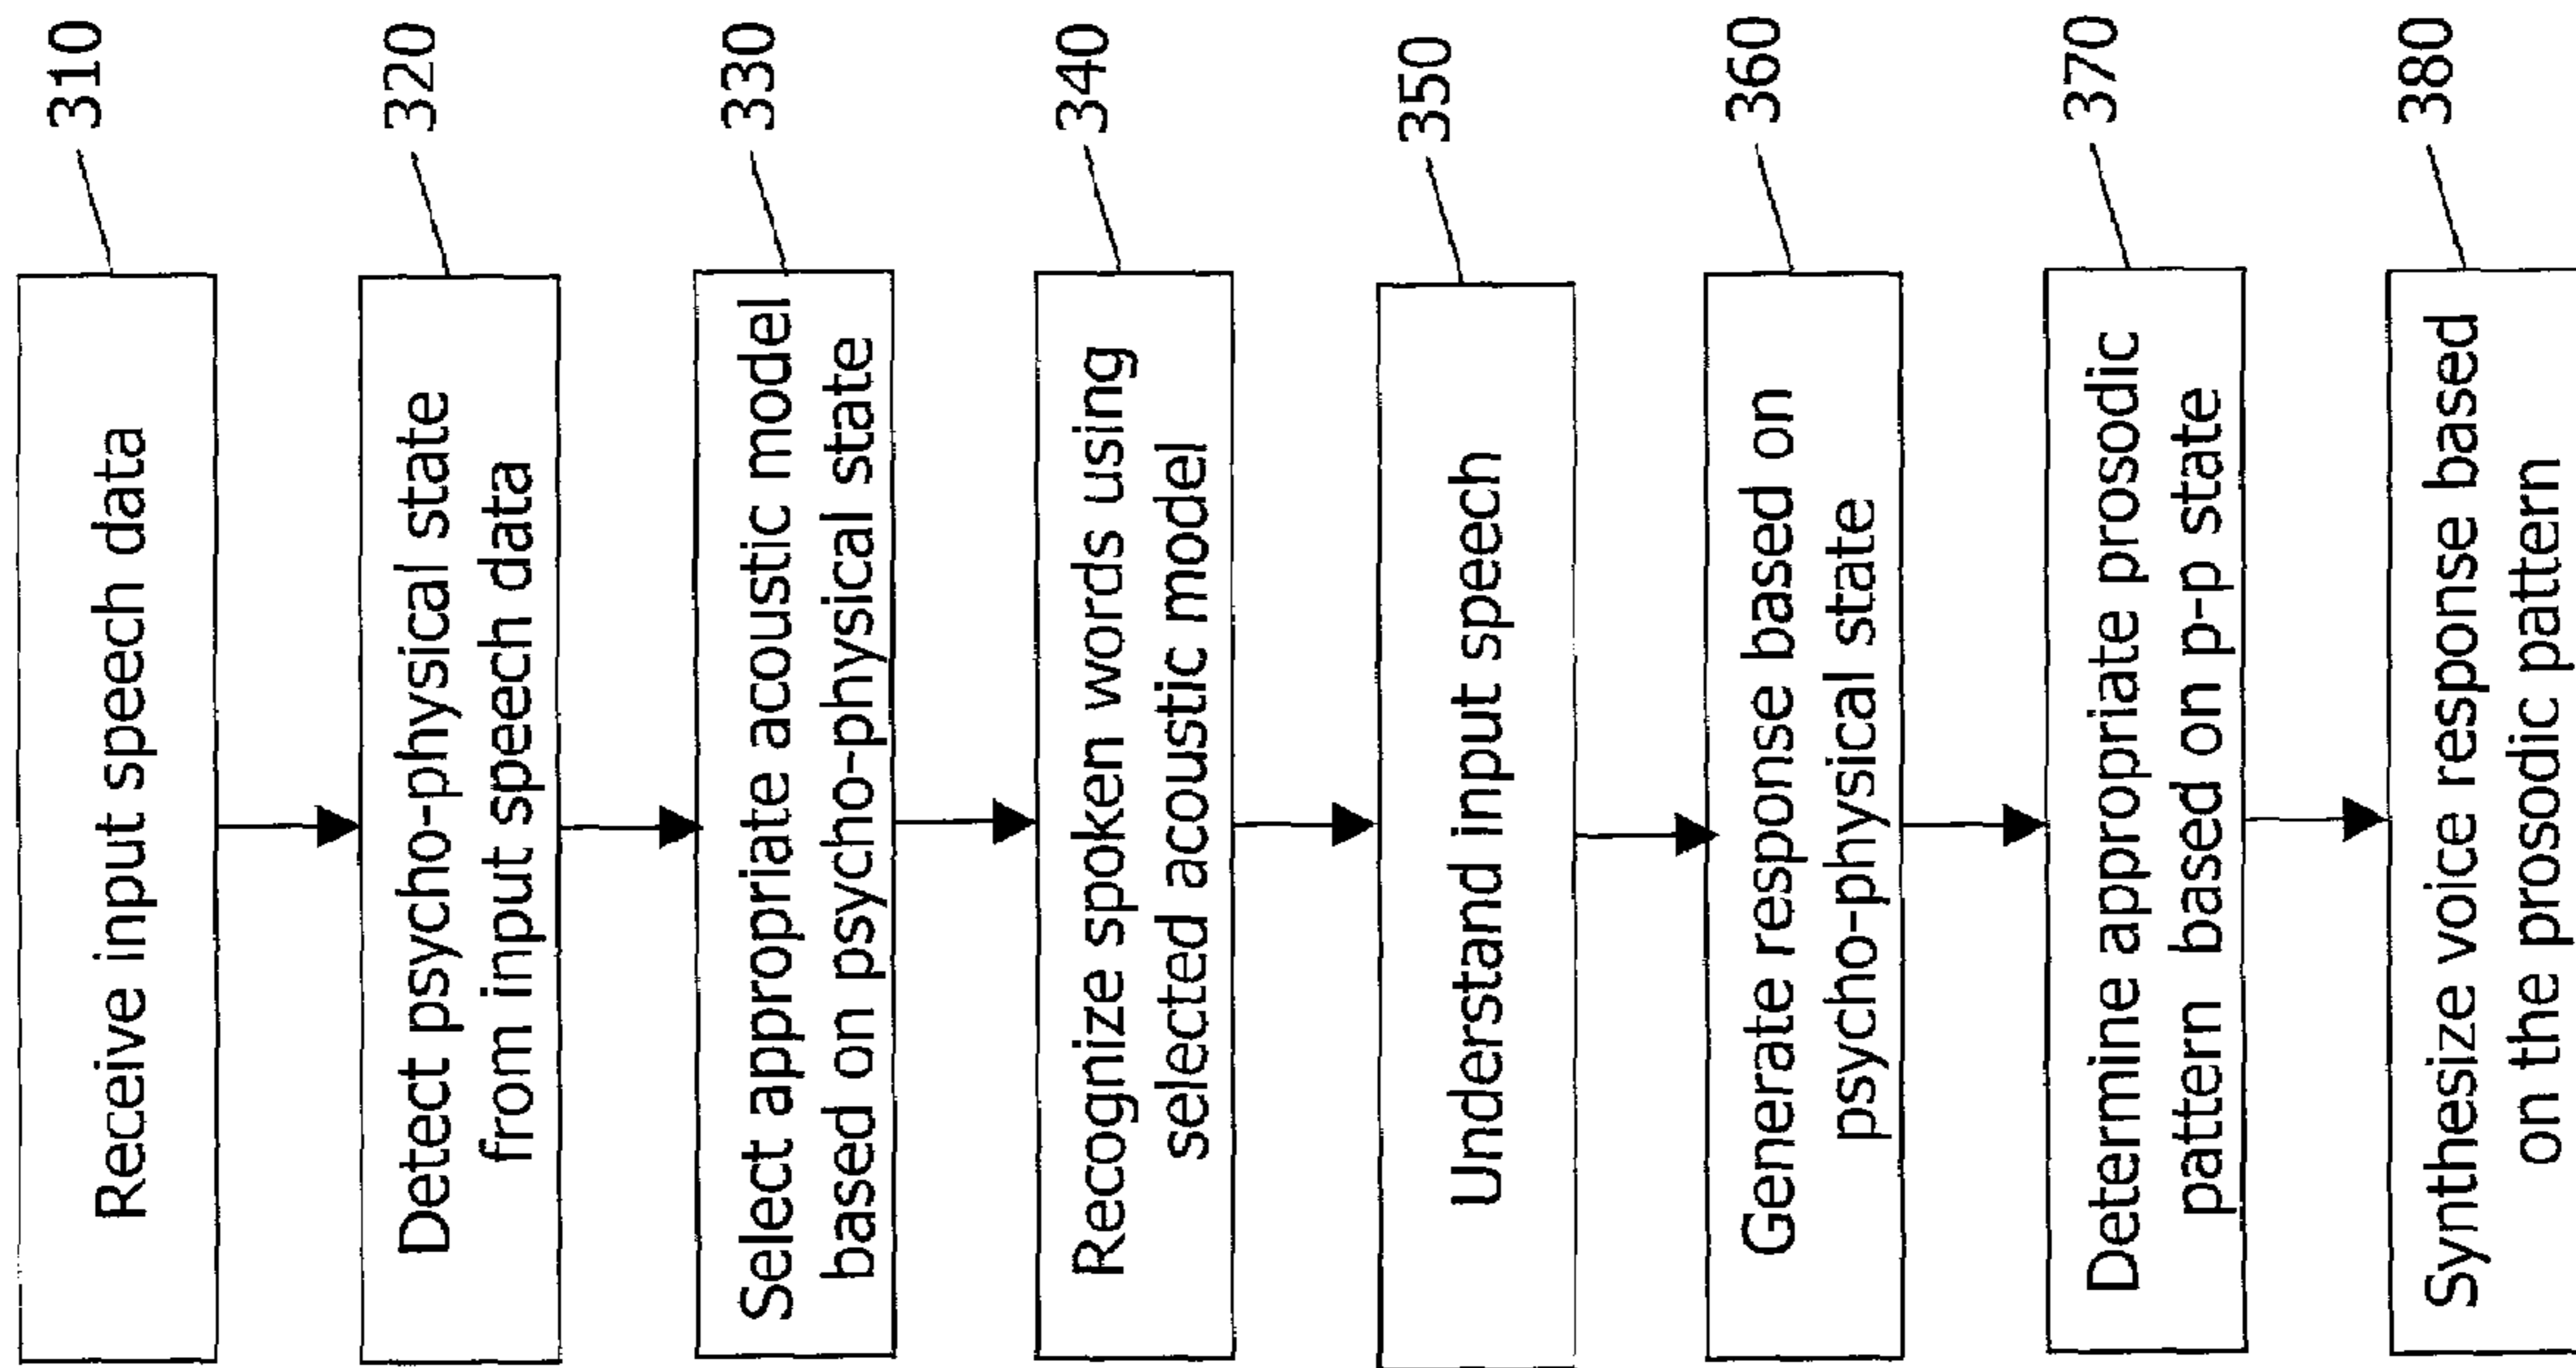 310
Receive input speech data
320
Detect psycho-physical state
from input speech data
330
Select appropriate acoustic model
based on psycho-physical state
340
Recognize spoken words using
selected acoustic model
350
Understand input speech
360
Generate response based on
psycho-physical state
370
Determine appropriate prosodic
pattern based on p-p state
380
Synthesize voice response based
on the prosodic pattern